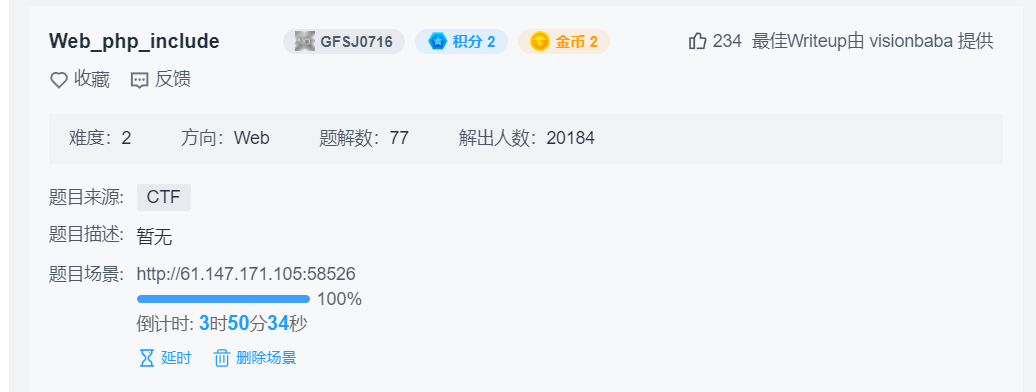 Web_php_include GFSJ0716 积分 2 金币 2 234 最佳Writeup由 visionbaba 提供
收藏 反馈
难度：2 方向：Web 题解数：77 解出人数：20184
题目来源: CTF
题目描述: 暂无
题目场景: http://61.147.171.105:58526
100%
倒计时: 3时50分34秒
延时 删除场景